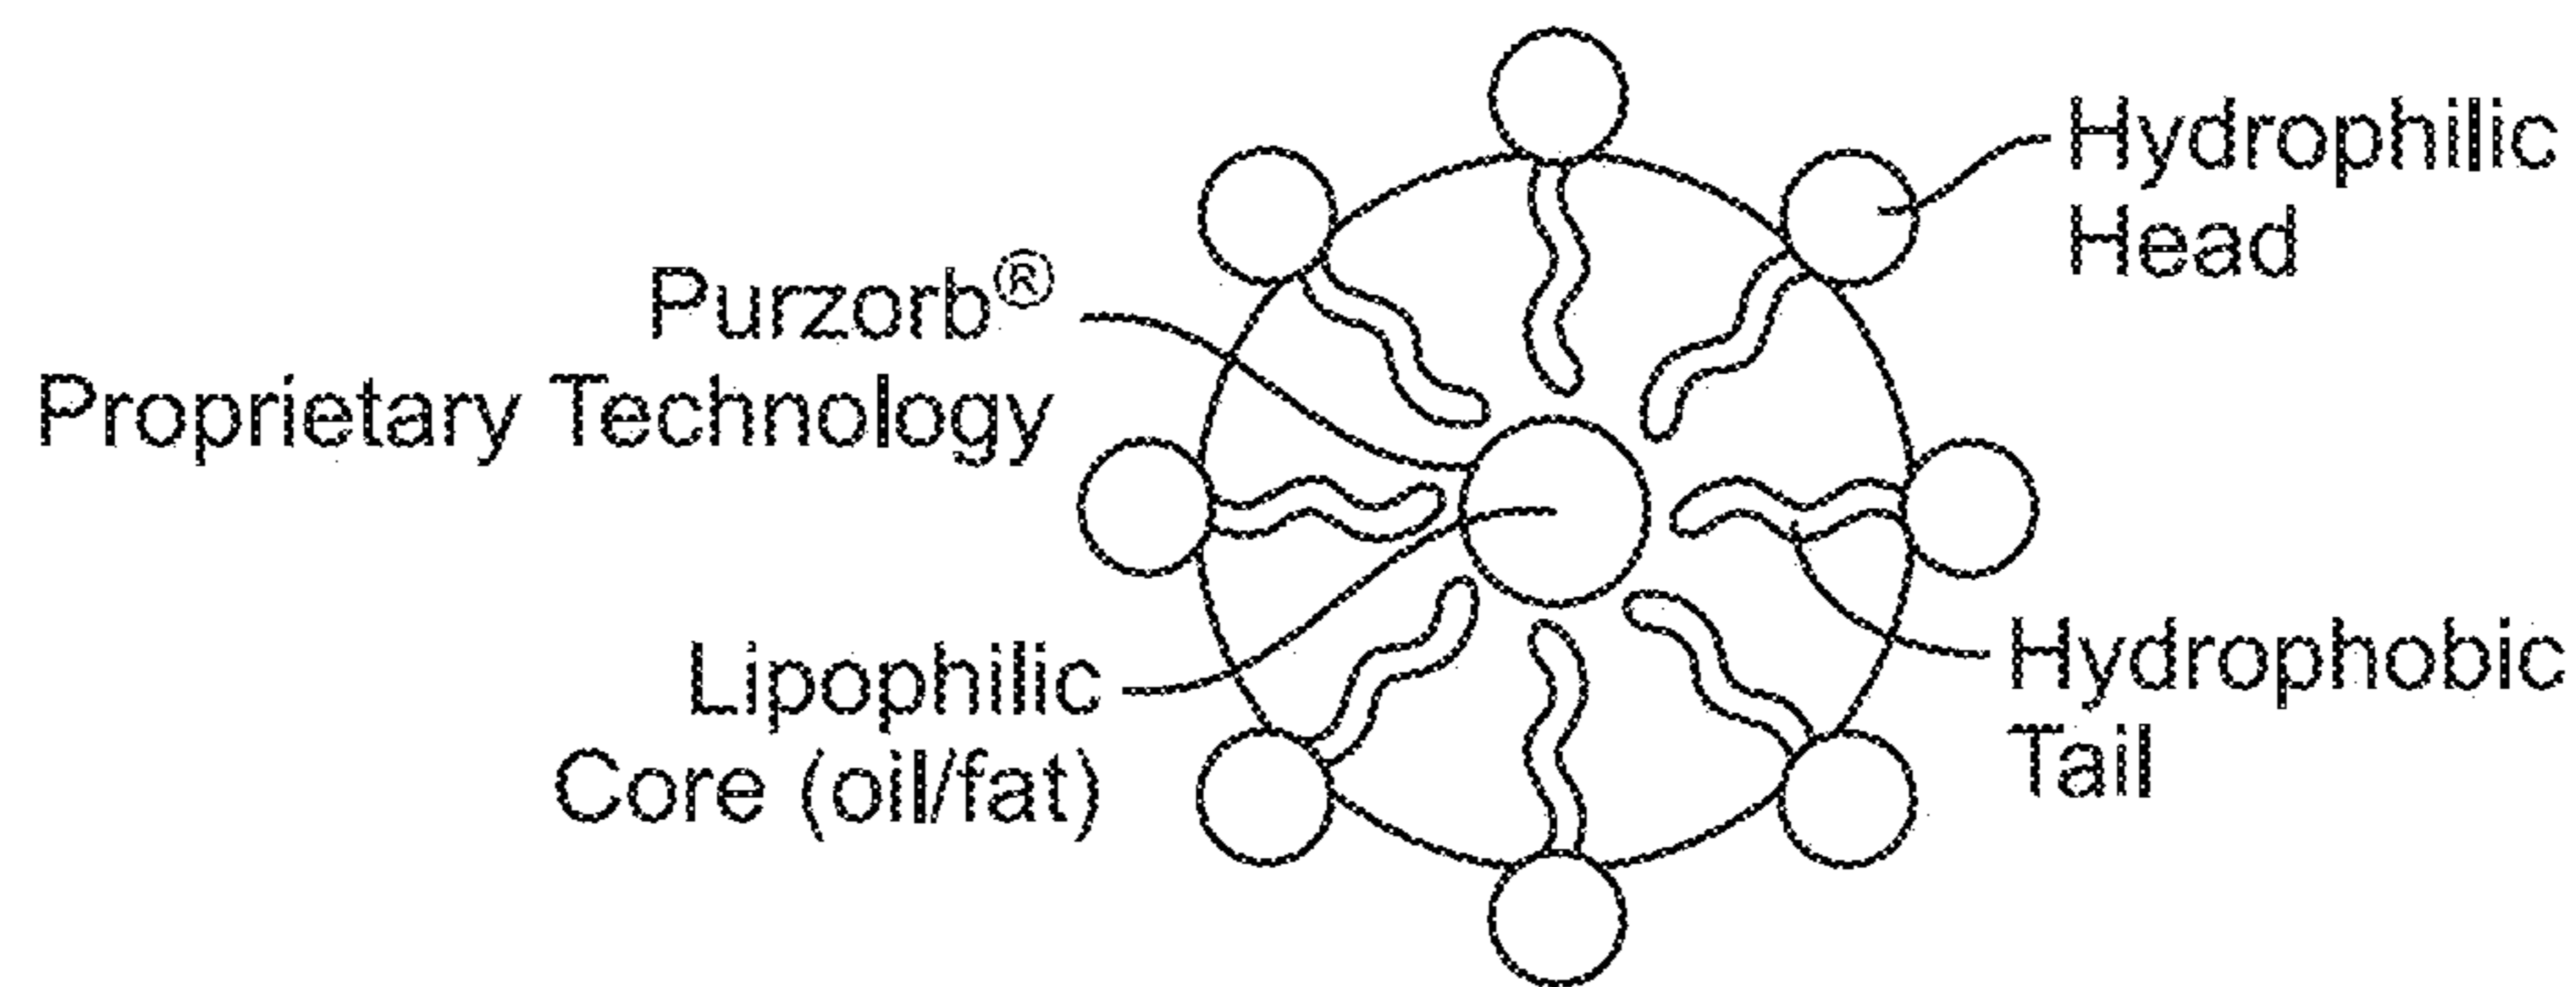 Hydrophilic
Head
Purzorb®
Proprietary Technology
Lipophilic
Core (oil/fat)
Hydrophobic
Tail